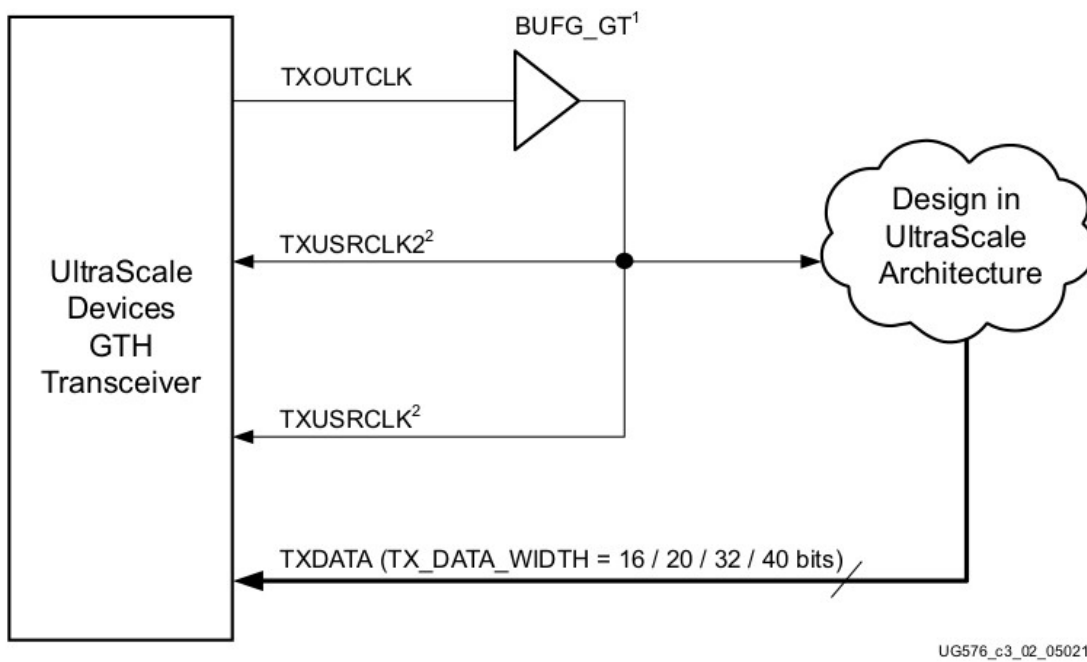 BUFG_GT¹
TXOUTCLK
Design in
UltraScale
Architecture
TXUSRCLK2²
UltraScale
Devices
GTH
Transceiver
TXUSRCLK²
TXDATA (TX_DATA_WIDTH = 16 / 20 / 32 / 40 bits)
UG576_c3_02_05021